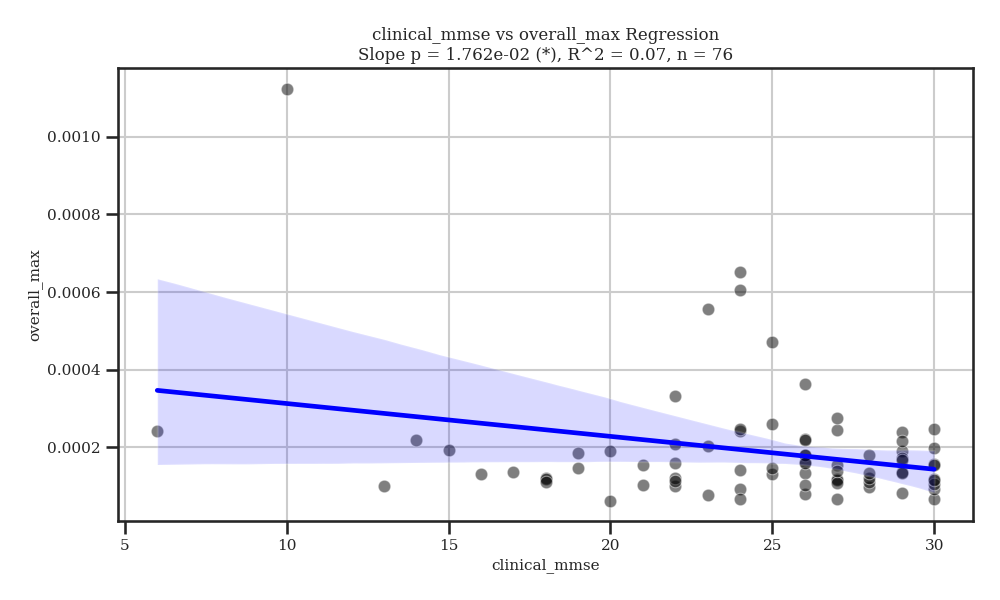 clinical_mmse vs overall_max Regression
Slope p = 1.762e-02 (*), R^2 = 0.07, n = 76
overall_max
0.0010
0.0008
0.0006
0.0004
0.0002
5
10
15
20
25
30
clinical_mmse